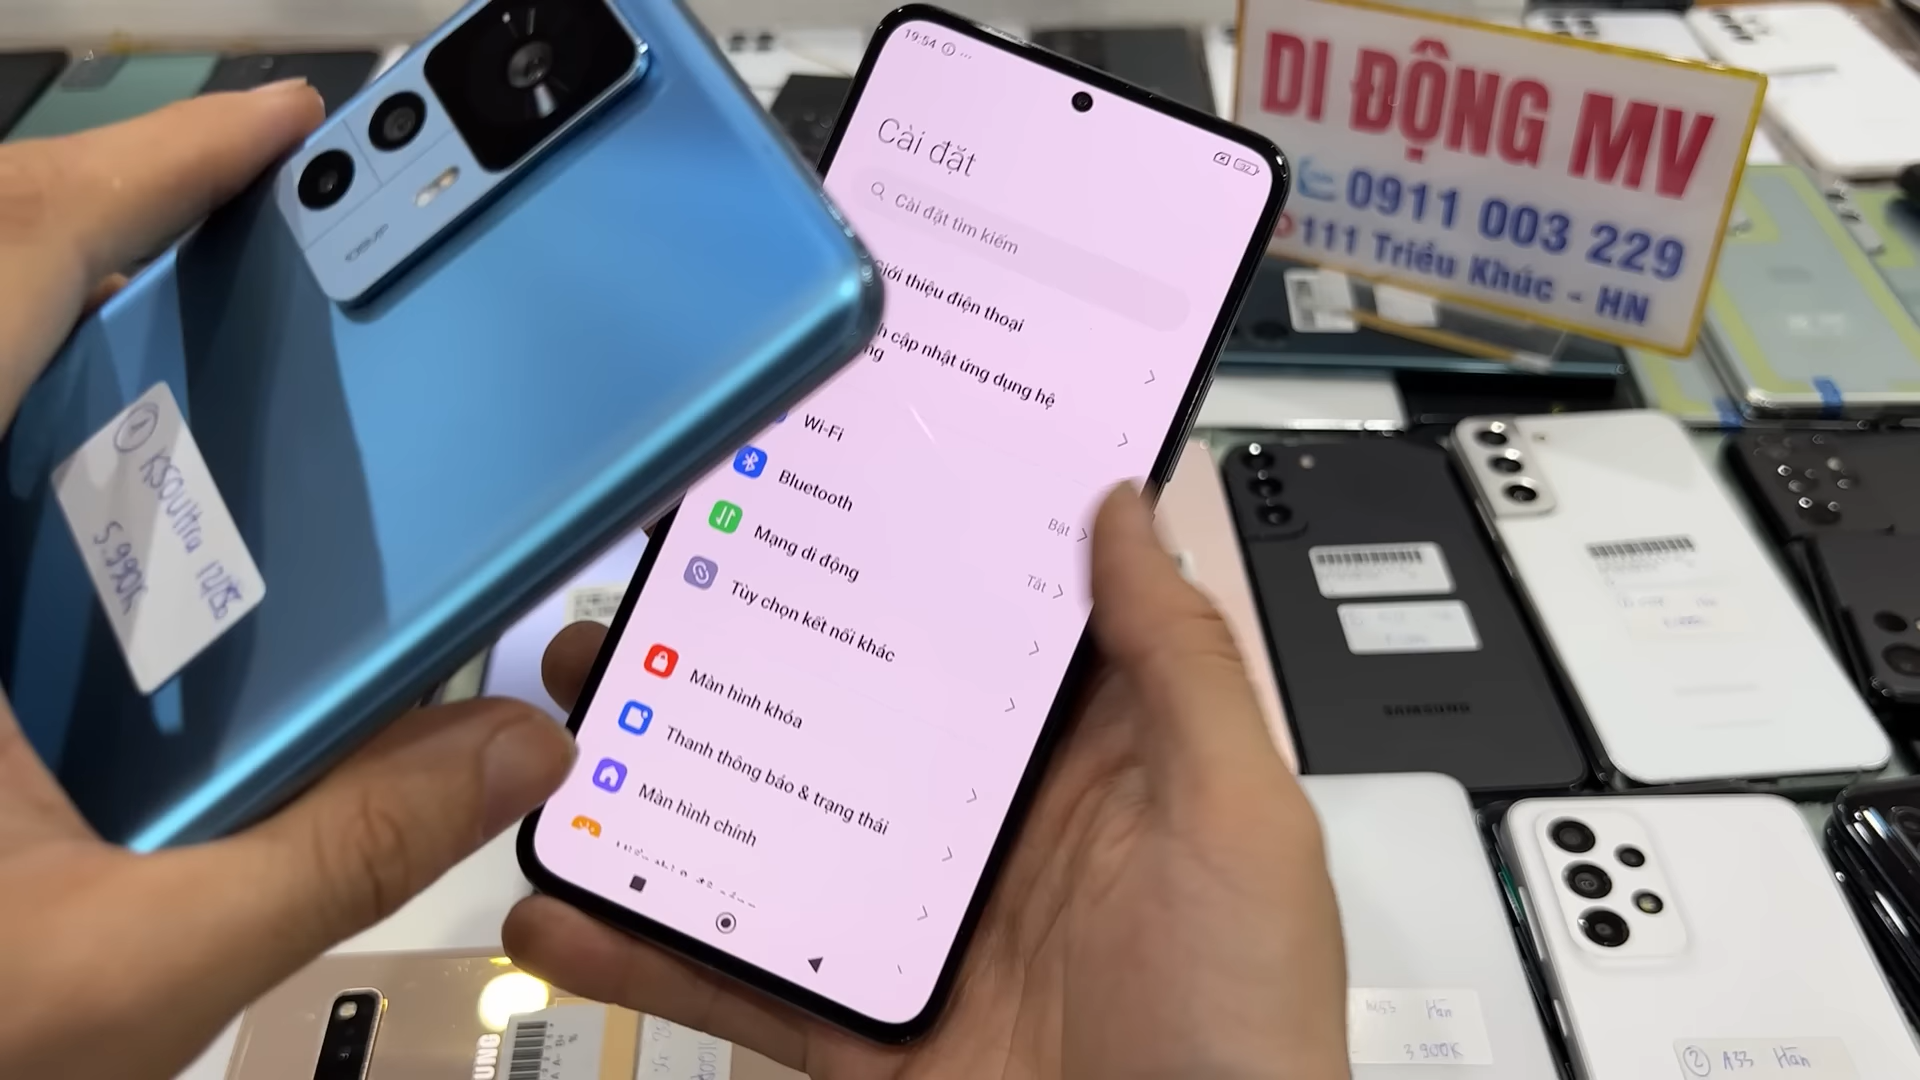 19:54
Cài đặt
Cài đặt tìm kiếm
Giới thiệu điện thoại
cập nhật ứng dụng hệ
Wi-Fi
Bluetooth
Bật
Mạng di động
Tắt
Tùy chọn kết nối khác
Màn hình khóa
Thanh thông báo & trạng thái
Màn hình chính
DI ĐỘNG MV
0911 003 229
111 Triều Khúc - HN
108MP
K50Ultra 12/256
5.990K
SAMSUNG
3.900K
2 A33 Hàn
M53 Hàn